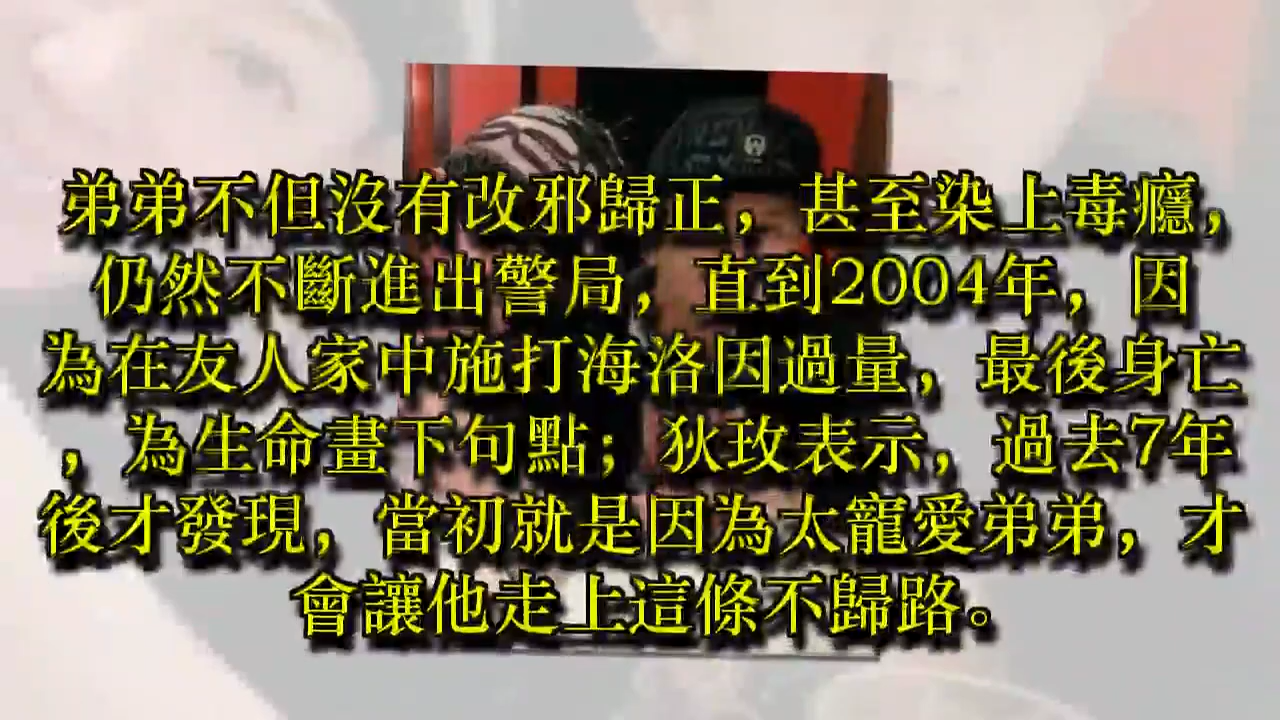 弟弟不但沒有改邪歸正，甚至染上毒癮，
仍然不斷進出警局，直到2004年，因
為在友人家中施打海洛因過量，最後身亡
，為生命畫下句點；狄玫表示，過去7年
後才發現，當初就是因為太寵愛弟弟，才
會讓他走上這條不歸路。